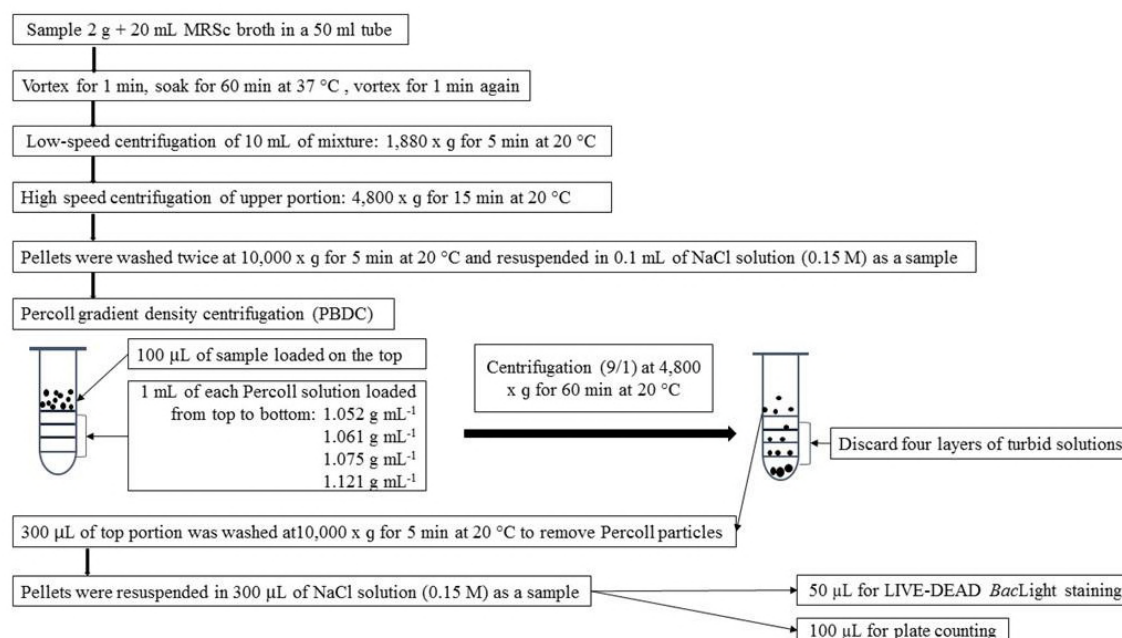 Sample 2 g + 20 mL MRSc broth in a 50 ml tube
Vortex for 1 min, soak for 60 min at 37 °C , vortex for 1 min again
Low-speed centrifugation of 10 mL of mixture: 1,880 x g for 5 min at 20 °C
High speed centrifugation of upper portion: 4,800 x g for 15 min at 20 °C
Pellets were washed twice at 10,000 x g for 5 min at 20 °C and resuspended in 0.1 mL of NaCl solution (0.15 M) as a sample
Percoll gradient density centrifugation (PBDC)
100 µL of sample loaded on the top
1 mL of each Percoll solution loaded
from top to bottom: 1.052 g mL⁻¹
1.061 g mL⁻¹
1.075 g mL⁻¹
1.121 g mL⁻¹
Centrifugation (9/1) at 4,800
x g for 60 min at 20 °C
Discard four layers of turbid solutions
300 µL of top portion was washed at10,000 x g for 5 min at 20 °C to remove Percoll particles
Pellets were resuspended in 300 µL of NaCl solution (0.15 M) as a sample
50 µL for LIVE-DEAD BacLight staining
100 µL for plate counting